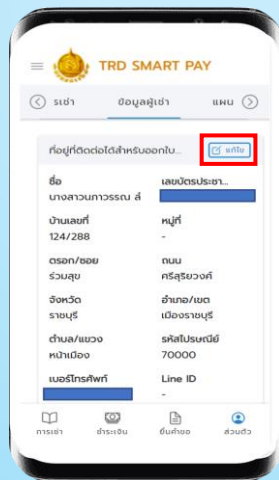 TRD SMART PAY
ระเช่า ข้อมูลผู้เช่า แผน
ที่อยู่ที่ติดต่อได้สำหรับออกใบ... แก้ไข
ชื่อ เลขบัตรประชา...
นางสาวนภาวรรณ ล้
บ้านเลขที่ หมู่ที่
124/288 -
ตรอก/ซอย ถนน
ร่วมสุข ศรีสุริยวงศ์
จังหวัด อำเภอ/เขต
ราชบุรี เมืองราชบุรี
ตำบล/แขวง รหัสไปรษณีย์
หน้าเมือง 70000
เบอร์โทรศัพท์ Line ID
-
การเช่า ชำระเงิน ยื่นคำขอ ส่วนตัว